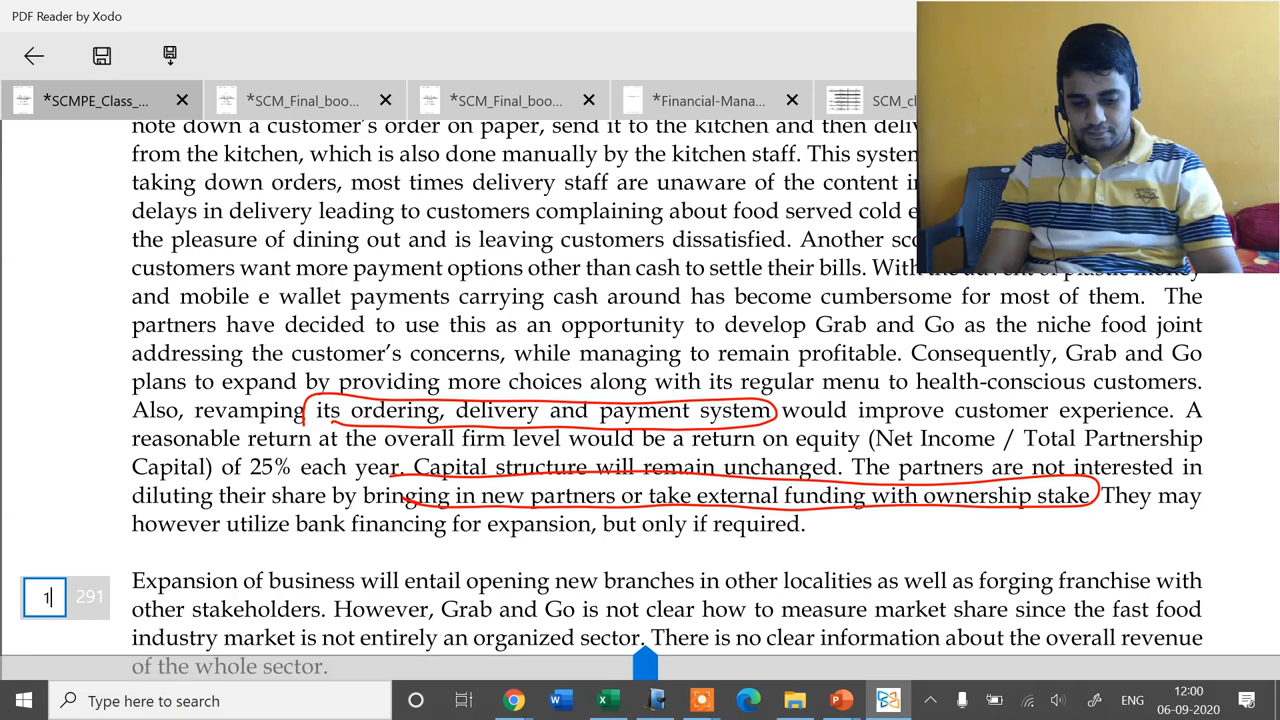 PDF Reader by Xodo
*SCMPE_Class_...
*SCM_Final_boo...
*SCM_Final_boo...
*Financial-Mana...
SCM_c
note down a customer's order on paper, send it to the kitchen and then deliv
from the kitchen, which is also done manually by the kitchen staff. This system
taking down orders, most times delivery staff are unaware of the content i
delays in delivery leading to customers complaining about food served cold e
the pleasure of dining out and is leaving customers dissatisfied. Another sc
customers want more payment options other than cash to settle their bills. With the advent of plastic money
and mobile e wallet payments carrying cash around has become cumbersome for most of them. The
partners have decided to use this as an opportunity to develop Grab and Go as the niche food joint
addressing the customer's concerns, while managing to remain profitable. Consequently, Grab and Go
plans to expand by providing more choices along with its regular menu to health-conscious customers.
Also, revamping its ordering, delivery and payment system would improve customer experience. A
reasonable return at the overall firm level would be a return on equity (Net Income / Total Partnership
Capital) of 25% each year. Capital structure will remain unchanged. The partners are not interested in
diluting their share by bringing in new partners or take external funding with ownership stake They may
however utilize bank financing for expansion, but only if required.
Expansion of business will entail opening new branches in other localities as well as forging franchise with
other stakeholders. However, Grab and Go is not clear how to measure market share since the fast food
industry market is not entirely an organized sector. There is no clear information about the overall revenue
of the whole sector.
1 291
Type here to search
ENG
12:00
06-09-2020